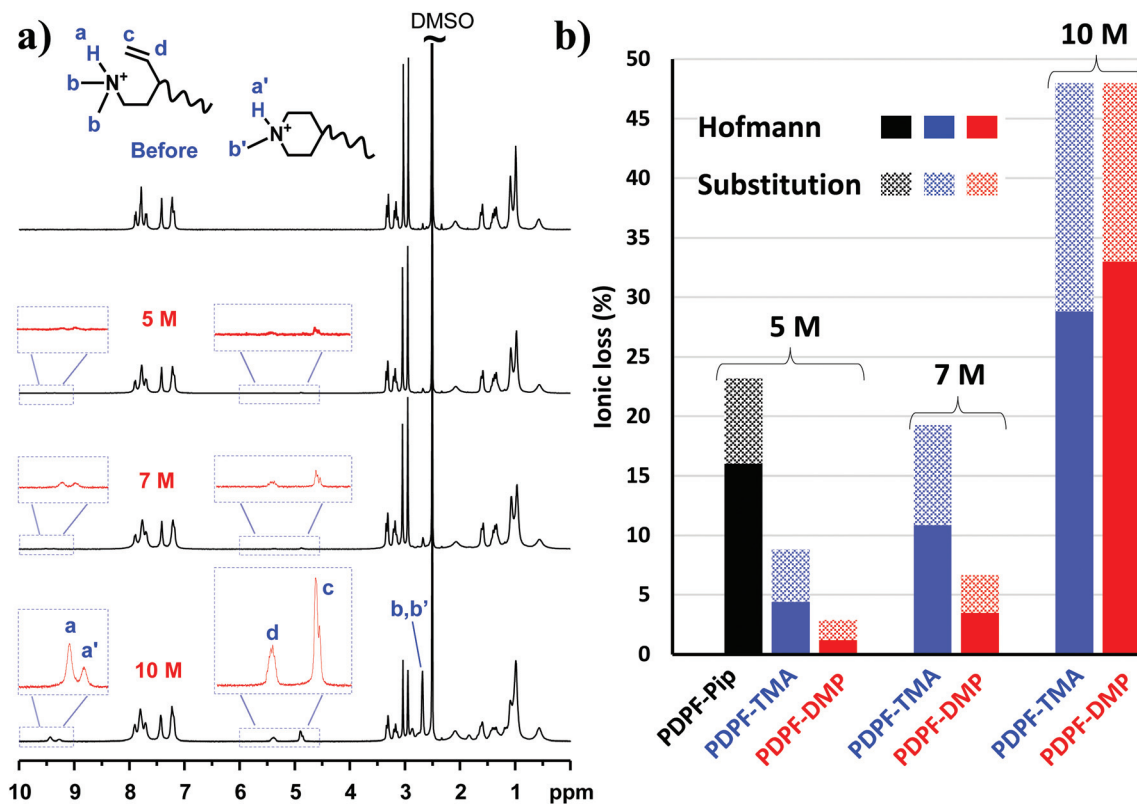 a)
DMSO
a
H
c
d
b
N+
b
a'
H
b'
N+
Before
5 M
7 M
10 M
a
a'
d
c
b,b'
10 9 8 7 6 5 4 3 2 1 ppm
b)
10 M
Hofmann
Substitution
5 M
7 M
Ionic loss (%)
50
45
40
35
30
25
20
15
10
5
0
PDPF-Pip
PDPF-TMA
PDPF-DMP
PDPF-TMA
PDPF-DMP
PDPF-TMA
PDPF-DMP